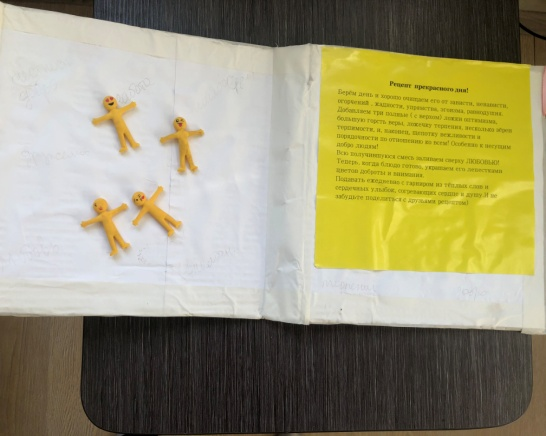 Рецепт прекрасного дня!
Берём день и хорошо очищаем его от зависти, ненависти,
огорчений, жадности, упрямства, эгоизма, равнодушия.
Добавляем три полные ( с верхом) ложки оптимизма,
большую горсть веры, ложечку терпения, несколько зёрен
терпимости и, наконец, щепотку вежливости и
порядочности по отношению ко всем! Особенно к несущим
добро людям!
Всю получившуюся смесь заливаем сверху ЛЮБОВЬЮ!
Теперь, когда блюдо готово, украшаем его лепестками
цветов доброты и внимания.
Подавать ежедневно с гарниром из тёплых слов и
сердечных улыбок, согревающих сердце и душу.И не
забудьте поделиться с друзьями рецептом!